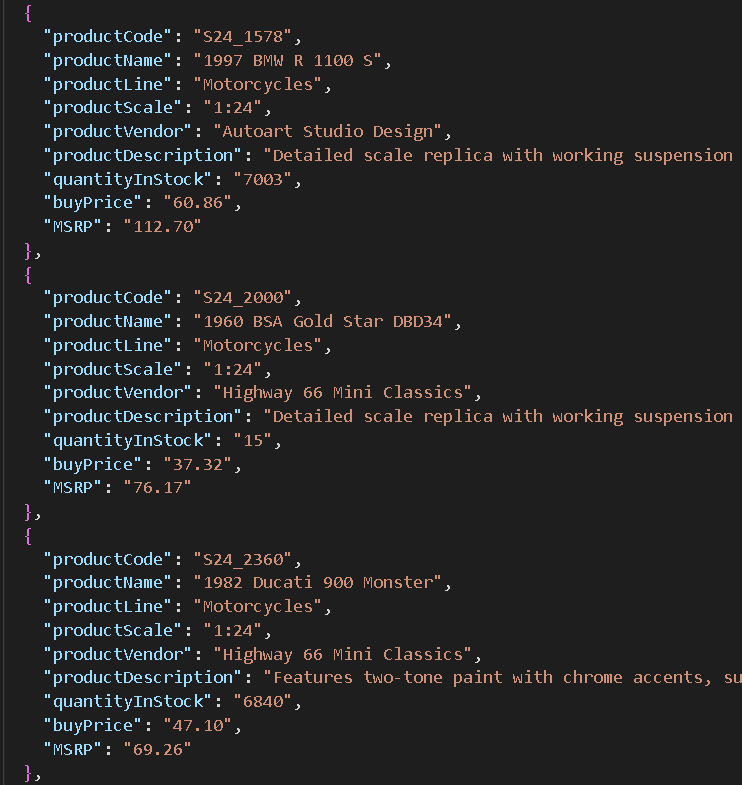 {
"productCode": "S24_1578",
"productName": "1997 BMW R 1100 S",
"productLine": "Motorcycles",
"productScale": "1:24",
"productVendor": "Autoart Studio Design",
"productDescription": "Detailed scale replica with working suspension
"quantityInStock": "7003",
"buyPrice": "60.86",
"MSRP": "112.70"
},
{
"productCode": "S24_2000",
"productName": "1960 BSA Gold Star DBD34",
"productLine": "Motorcycles",
"productScale": "1:24",
"productVendor": "Highway 66 Mini Classics",
"productDescription": "Detailed scale replica with working suspension
"quantityInStock": "15",
"buyPrice": "37.32",
"MSRP": "76.17"
},
{
"productCode": "S24_2360",
"productName": "1982 Ducati 900 Monster",
"productLine": "Motorcycles",
"productScale": "1:24",
"productVendor": "Highway 66 Mini Classics",
"productDescription": "Features two-tone paint with chrome accents, su
"quantityInStock": "6840",
"buyPrice": "47.10",
"MSRP": "69.26"
},